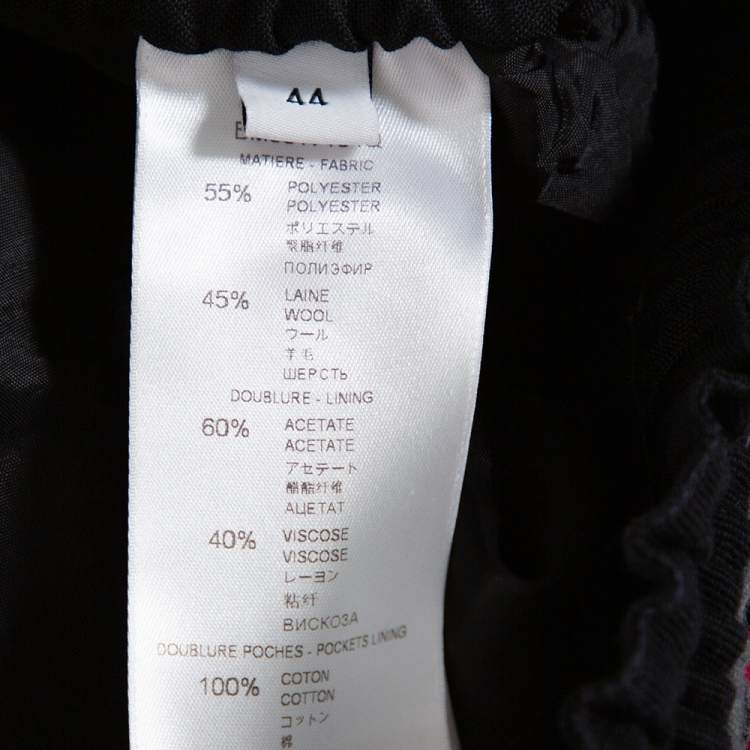 44
MATIERE - FABRIC
55% POLYESTER
POLYESTER
ポリエステル
聚脂纤维
ПОЛИЭФИР
45% LAINE
WOOL
ウール
羊毛
ШЕРСТЬ
DOUBLURE - LINING
60% ACETATE
ACETATE
アセテート
醋酯纤维
АЦЕТАТ
40% VISCOSE
VISCOSE
レーヨン
粘纤
ВИСКОЗА
DOUBLURE POCHES - POCKETS LINING
100% COTON
COTTON
コットン
棉